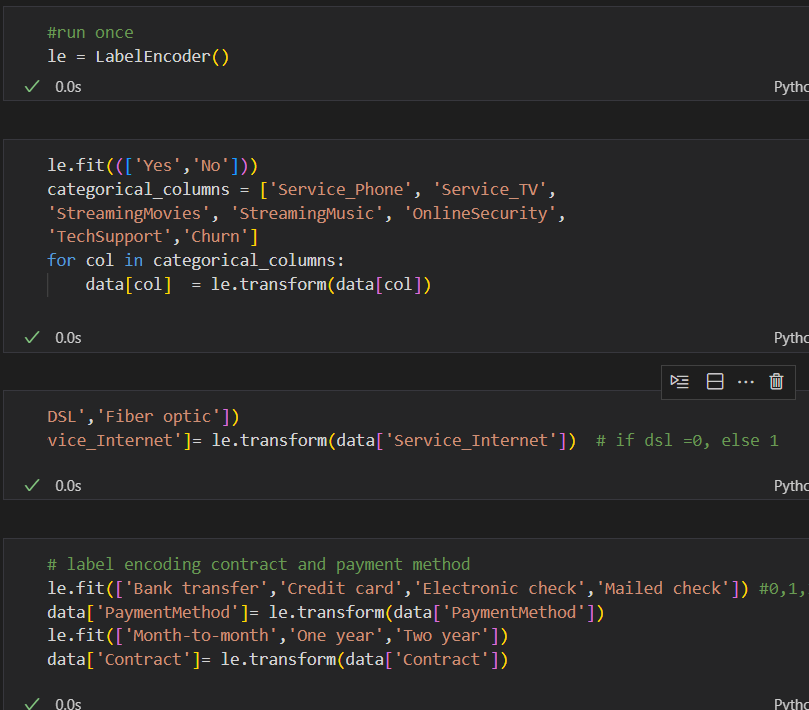 #run once
le = LabelEncoder()
0.0s
Pytho
le.fit((['Yes','No']))
categorical_columns = ['Service_Phone', 'Service_TV',
'StreamingMovies', 'StreamingMusic', 'OnlineSecurity',
'TechSupport','Churn']
for col in categorical_columns:
data[col]  = le.transform(data[col])
0.0s
Pytho
DSL','Fiber optic'])
vice_Internet']= le.transform(data['Service_Internet'])  # if dsl =0, else 1
0.0s
Pytho
# label encoding contract and payment method
le.fit(['Bank transfer','Credit card','Electronic check','Mailed check']) #0,1,
data['PaymentMethod']= le.transform(data['PaymentMethod'])
le.fit(['Month-to-month','One year','Two year'])
data['Contract']= le.transform(data['Contract'])
0.0s
Pytho